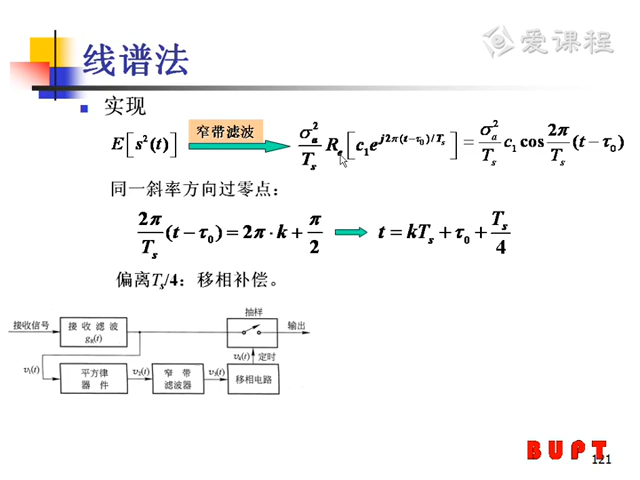 爱课程
线谱法
实现
E[s²(t)] 窄带滤波 σₐ²/Tₛ Rₑ[c₁e^{j2π(t−τ₀)/Tₛ}] = σₐ²/Tₛ c₁ cos 2π/Tₛ (t − τ₀)
同一斜率方向过零点:
2π/Tₛ (t − τ₀) = 2π · k + π/2 t = kTₛ + τ₀ + Tₛ/4
偏离Tₛ/4: 移相补偿。
接收信号 接收滤波 g_R(t) 抽样 输出
v₁(t) 平方律器件 v₂(t) 窄带滤波器 v₃(t) 移相电路 v₄(t) 定时
BUPT
121